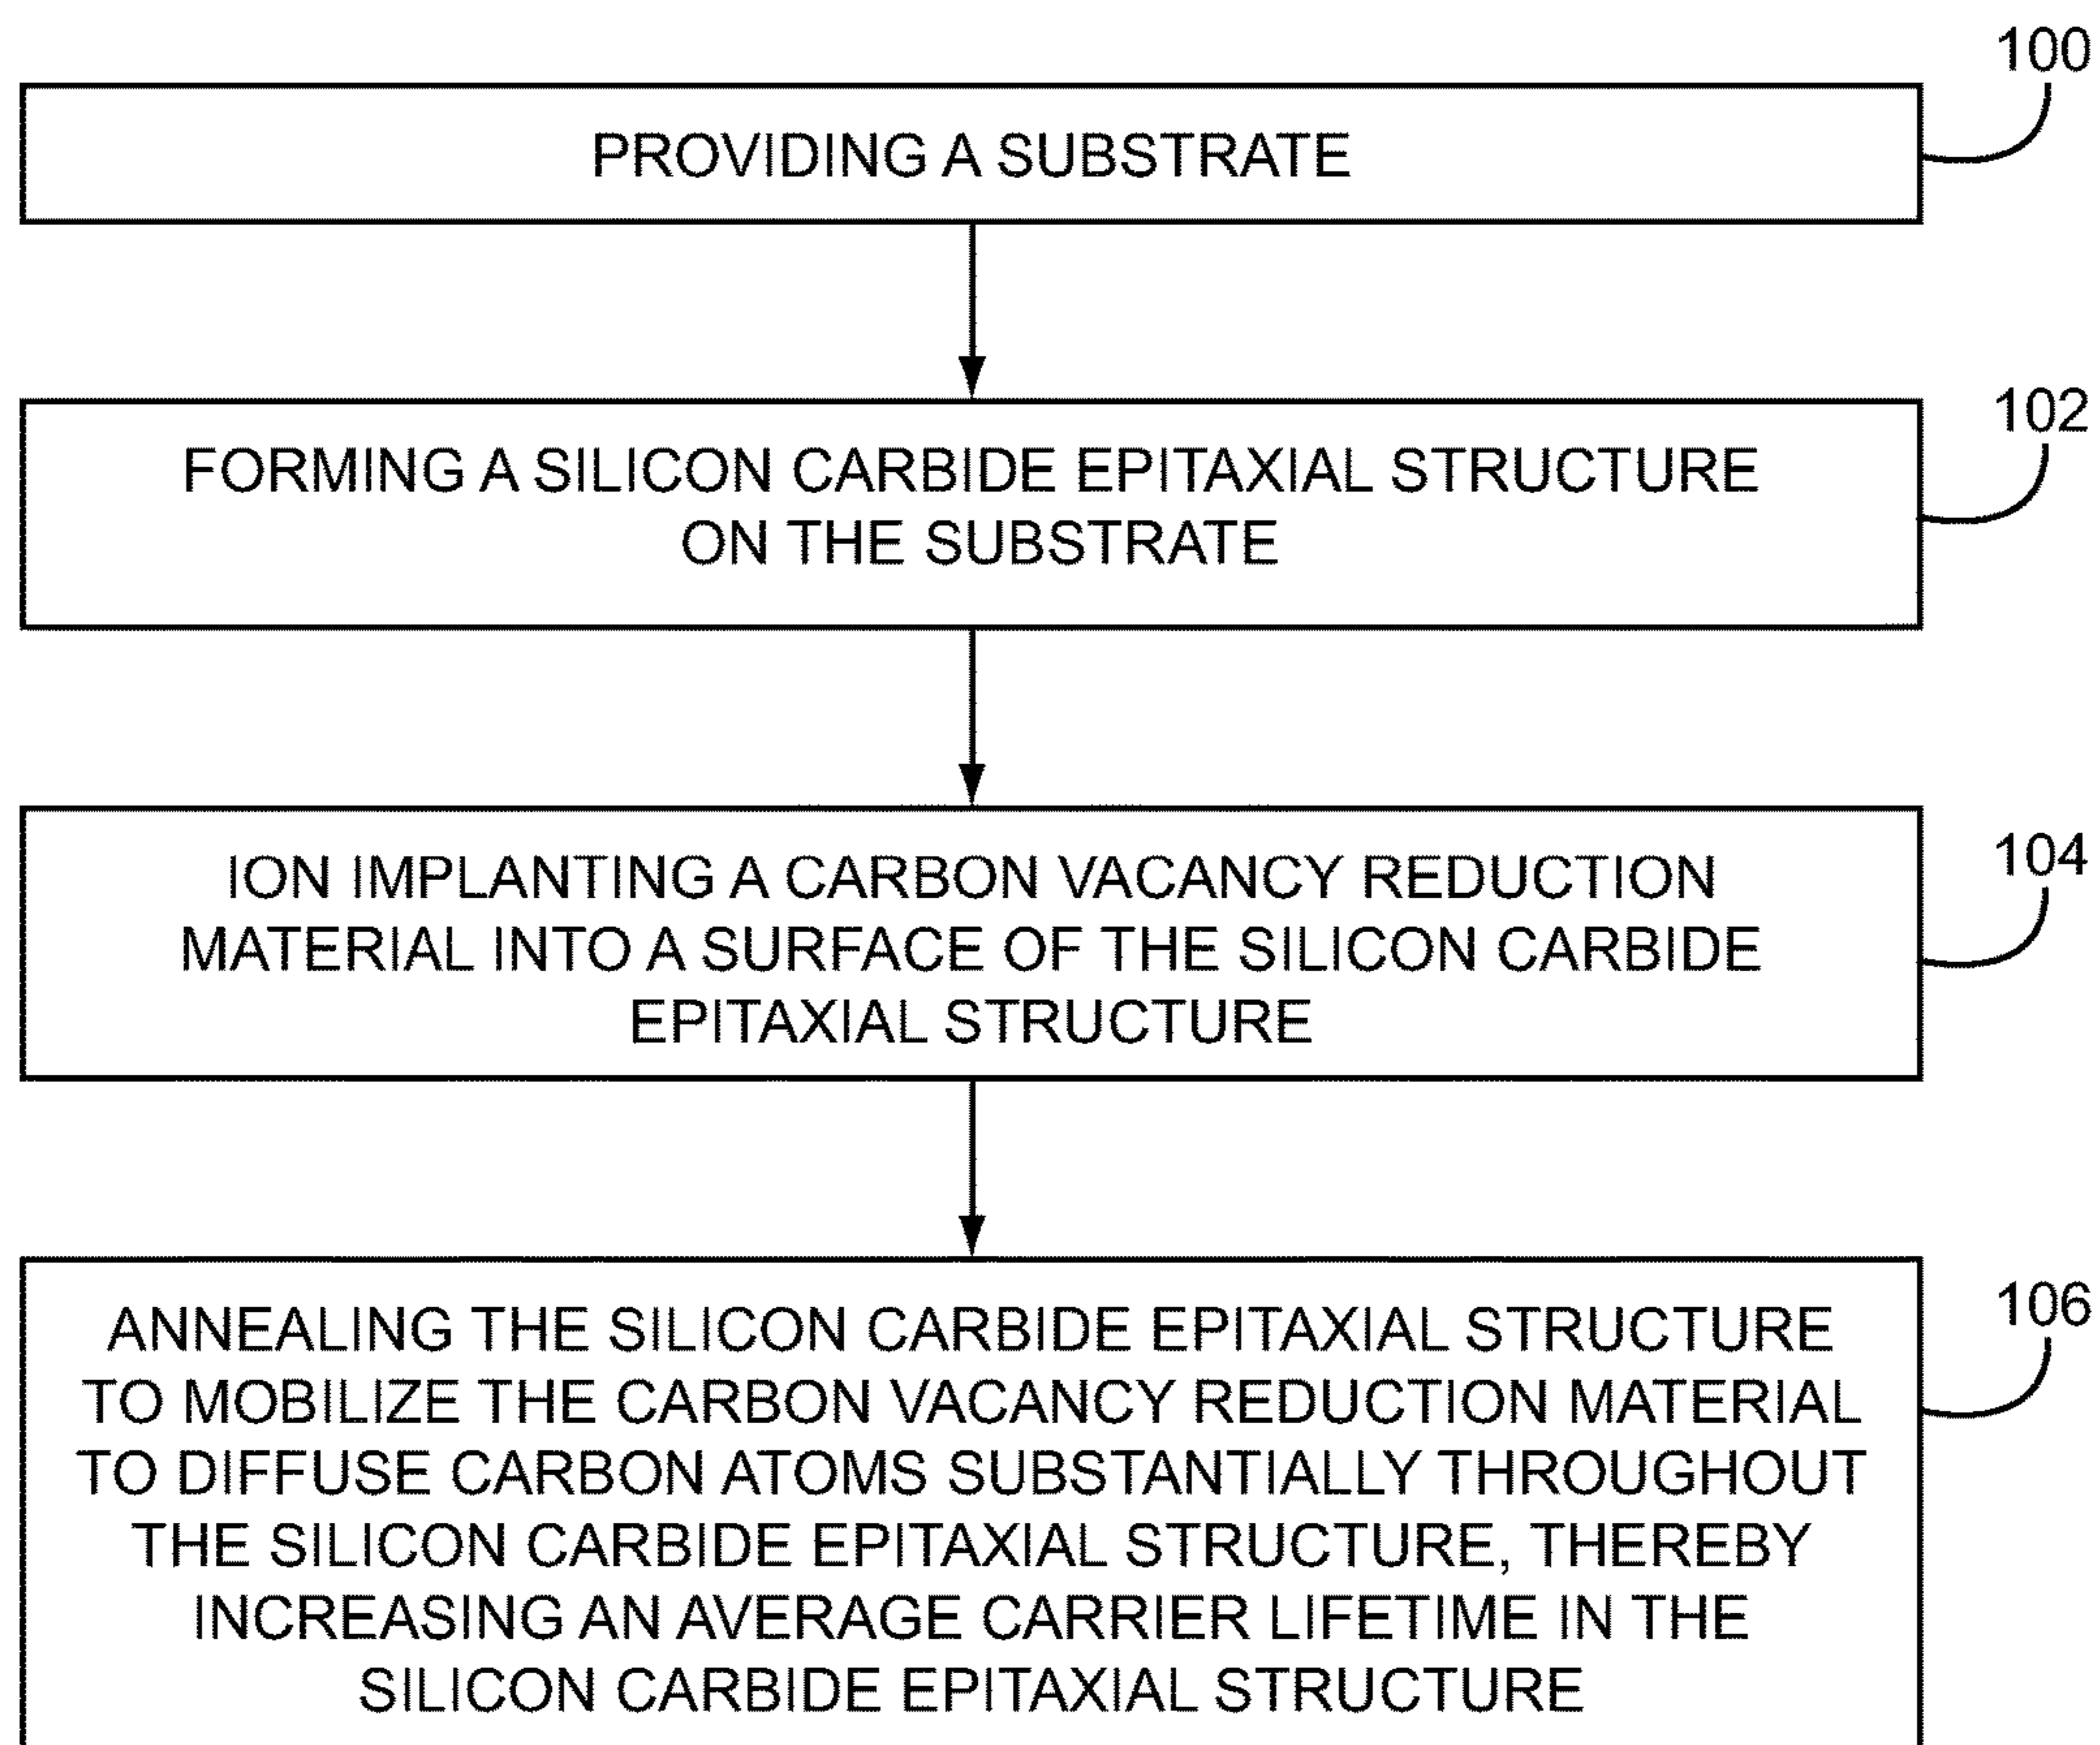 100
PROVIDING A SUBSTRATE
102
FORMING A SILICON CARBIDE EPITAXIAL STRUCTURE
ON THE SUBSTRATE
104
ION IMPLANTING A CARBON VACANCY REDUCTION
MATERIAL INTO A SURFACE OF THE SILICON CARBIDE
EPITAXIAL STRUCTURE
106
ANNEALING THE SILICON CARBIDE EPITAXIAL STRUCTURE
TO MOBILIZE THE CARBON VACANCY REDUCTION MATERIAL
TO DIFFUSE CARBON ATOMS SUBSTANTIALLY THROUGHOUT
THE SILICON CARBIDE EPITAXIAL STRUCTURE, THEREBY
INCREASING AN AVERAGE CARRIER LIFETIME IN THE
SILICON CARBIDE EPITAXIAL STRUCTURE